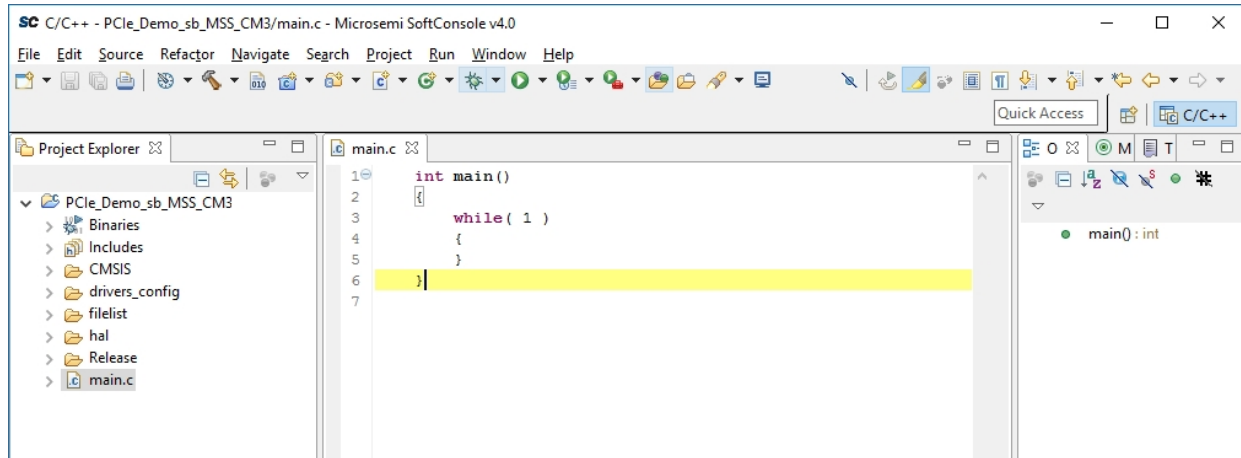 SC C/C++ - PCIe_Demo_sb_MSS_CM3/main.c - Microsemi SoftConsole v4.0
File Edit Source Refactor Navigate Search Project Run Window Help
Quick Access C/C++
Project Explorer
PCIe_Demo_sb_MSS_CM3
Binaries
Includes
CMSIS
drivers_config
filelist
hal
Release
main.c
main.c
1 int main()
2 {
3 while( 1 )
4 {
5 }
6 }
7
O M T
main() : int